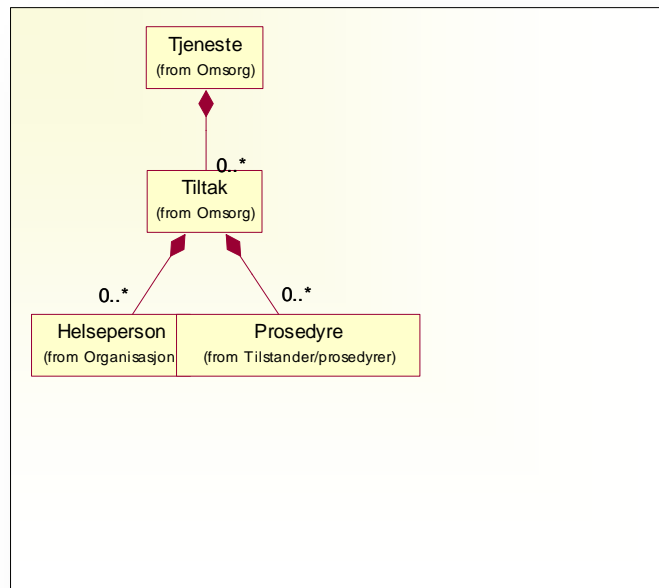 Tjeneste
(from Omsorg)
0..*
Tiltak
(from Omsorg)
0..*
0..*
Helseperson
(from Organisasjon
Prosedyre
(from Tilstander/prosedyrer)